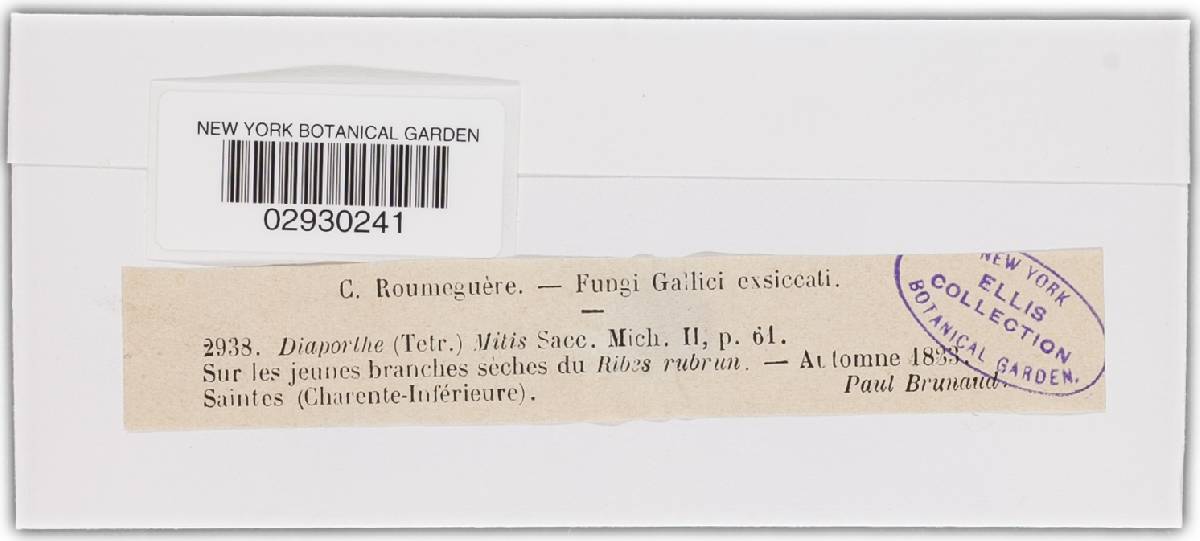 NEW YORK BOTANICAL GARDEN
02930241
C. Roumeguère. — Fungi Gallici exsiccati.
2938. Diaporthe (Tetr.) Mitis Sacc. Mich. II, p. 61.
Sur les jeunes branches sèches du Ribes rubrun. — Automne 1883.
Saintes (Charente-Inférieure). Paul Brunaud.
NEW YORK
ELLIS
COLLECTION
BOTANICAL GARDEN.